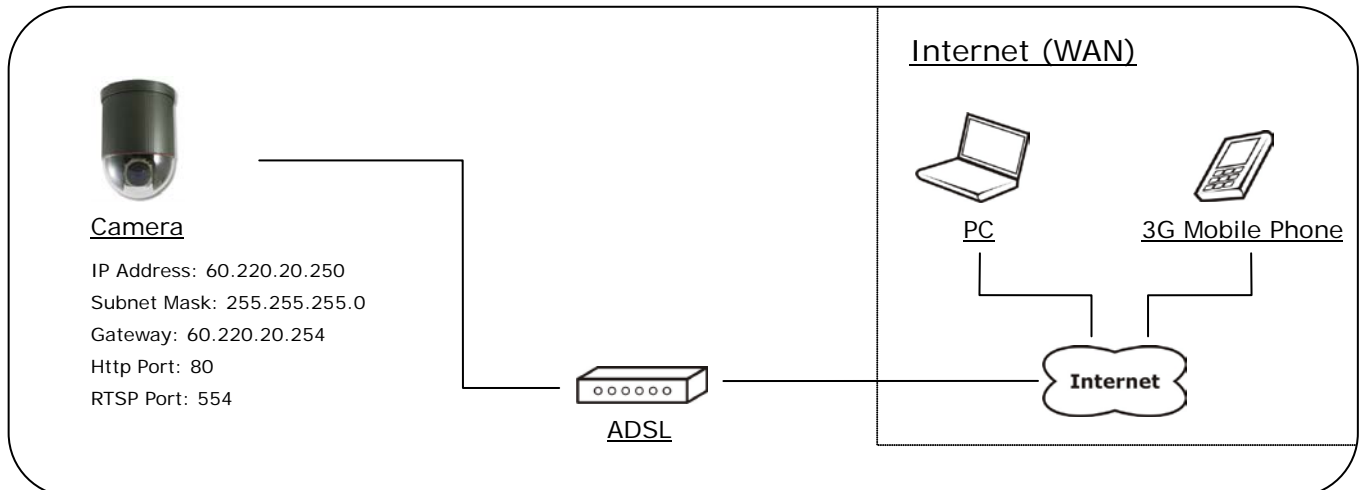 Internet (WAN)
Camera
IP Address: 60.220.20.250
Subnet Mask: 255.255.255.0
Gateway: 60.220.20.254
Http Port: 80
RTSP Port: 554
ADSL
PC
3G Mobile Phone
Internet